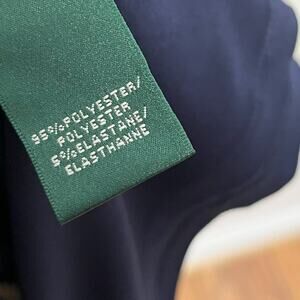 95%POLYESTER/
POLYESTER
5%ELASTANE/
ELASTHANNE